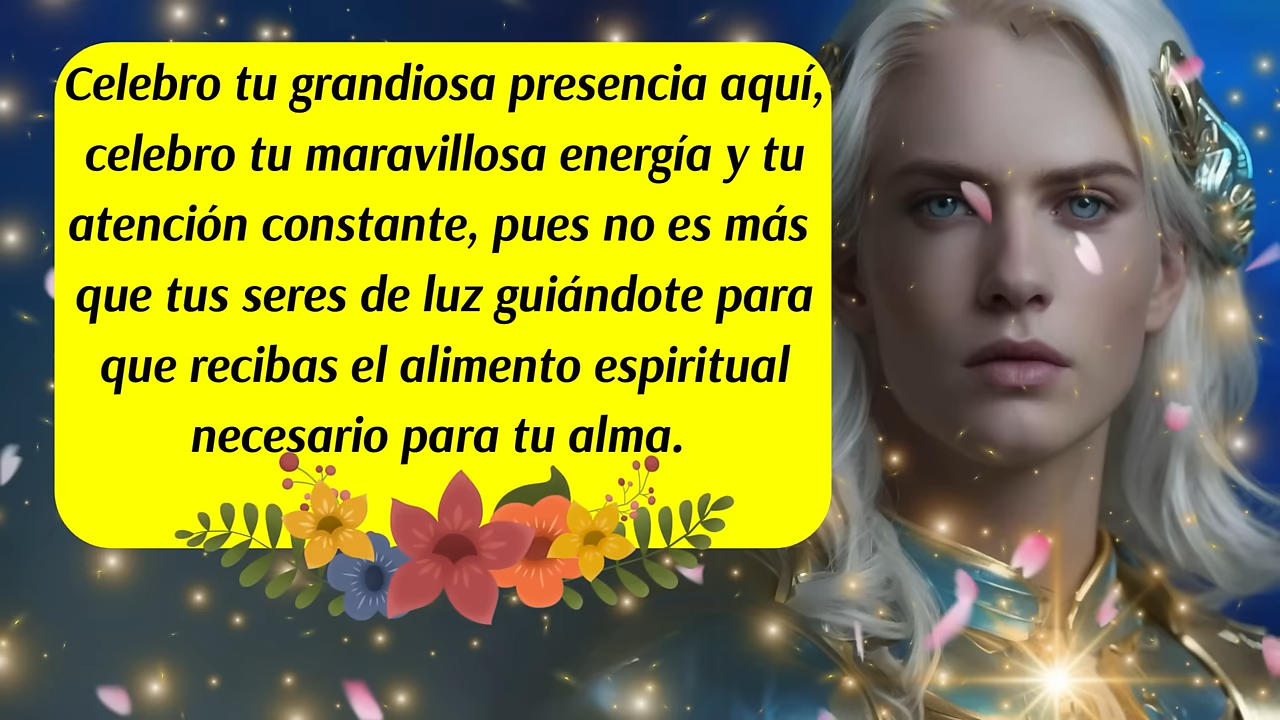 Celebro tu grandiosa presencia aquí,
celebro tu maravillosa energía y tu
atención constante, pues no es más
que tus seres de luz guiándote para
que recibas el alimento espiritual
necesario para tu alma.